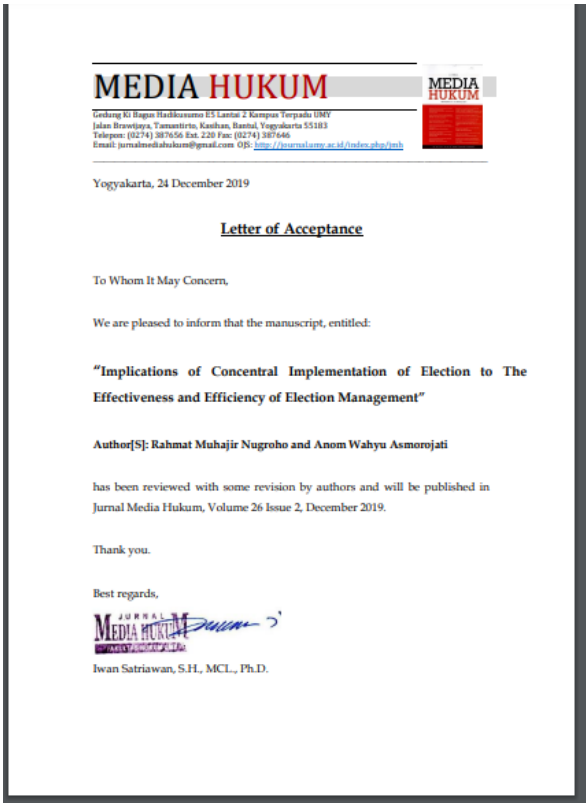 MEDIA HUKUM
MEDIA
HUKUM
Gedung Ki Bagus Hadikusumo E5 Lantai 2 Kampus Terpadu UMY
Jalan Brawijaya, Tamantirto, Kasihan, Bantul, Yogyakarta 55183
Telepon: (0274) 387656 Ext. 220 Fax: (0274) 387646
Email: jurnalmediahukum@gmail.com OJS: http://journal.umy.ac.id/index.php/jmh
Yogyakarta, 24 December 2019
Letter of Acceptance
To Whom It May Concern,
We are pleased to inform that the manuscript, entitled:
“Implications of Concentral Implementation of Election to The
Effectiveness and Efficiency of Election Management”
Author[S]: Rahmat Muhajir Nugroho and Anom Wahyu Asmorojati
has been reviewed with some revision by authors and will be published in
Jurnal Media Hukum, Volume 26 Issue 2, December 2019.
Thank you.
Best regards,
JURNAL
MEDIA HUKUM
Iwan Satriawan, S.H., MCL., Ph.D.